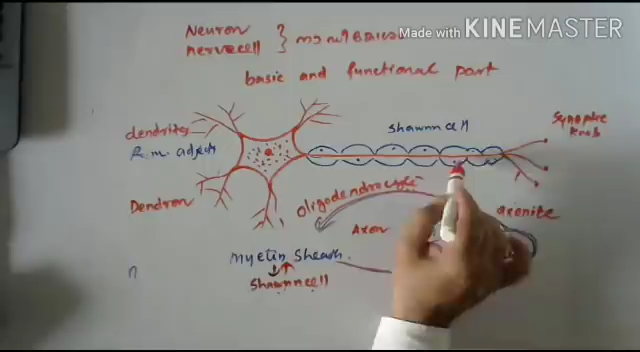 Made with KINEMASTER
Neuron
nervecell
basic and functional part
shawnn cell
Synaptic
Knob
dendrites
Dendron
oligodendrocyte
Axon
axonite
Myelin Sheath.
Shawnn cell
n